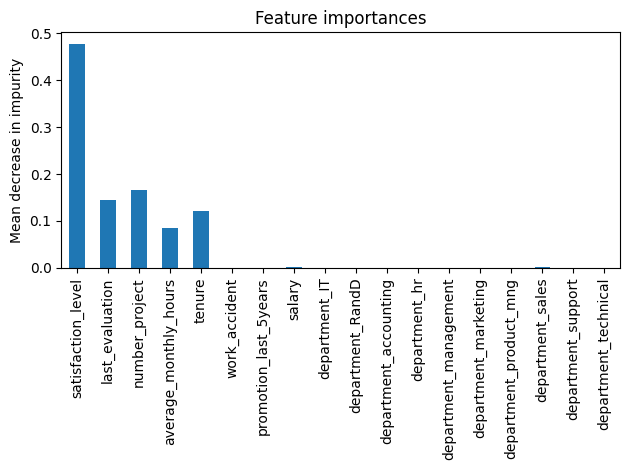 Feature importances
Mean decrease in impurity
0.5
0.4
0.3
0.2
0.1
0.0
satisfaction_level
last_evaluation
number_project
average_monthly_hours
tenure
work_accident
promotion_last_5years
salary
department_IT
department_RandD
department_accounting
department_hr
department_management
department_marketing
department_product_mng
department_sales
department_support
department_technical